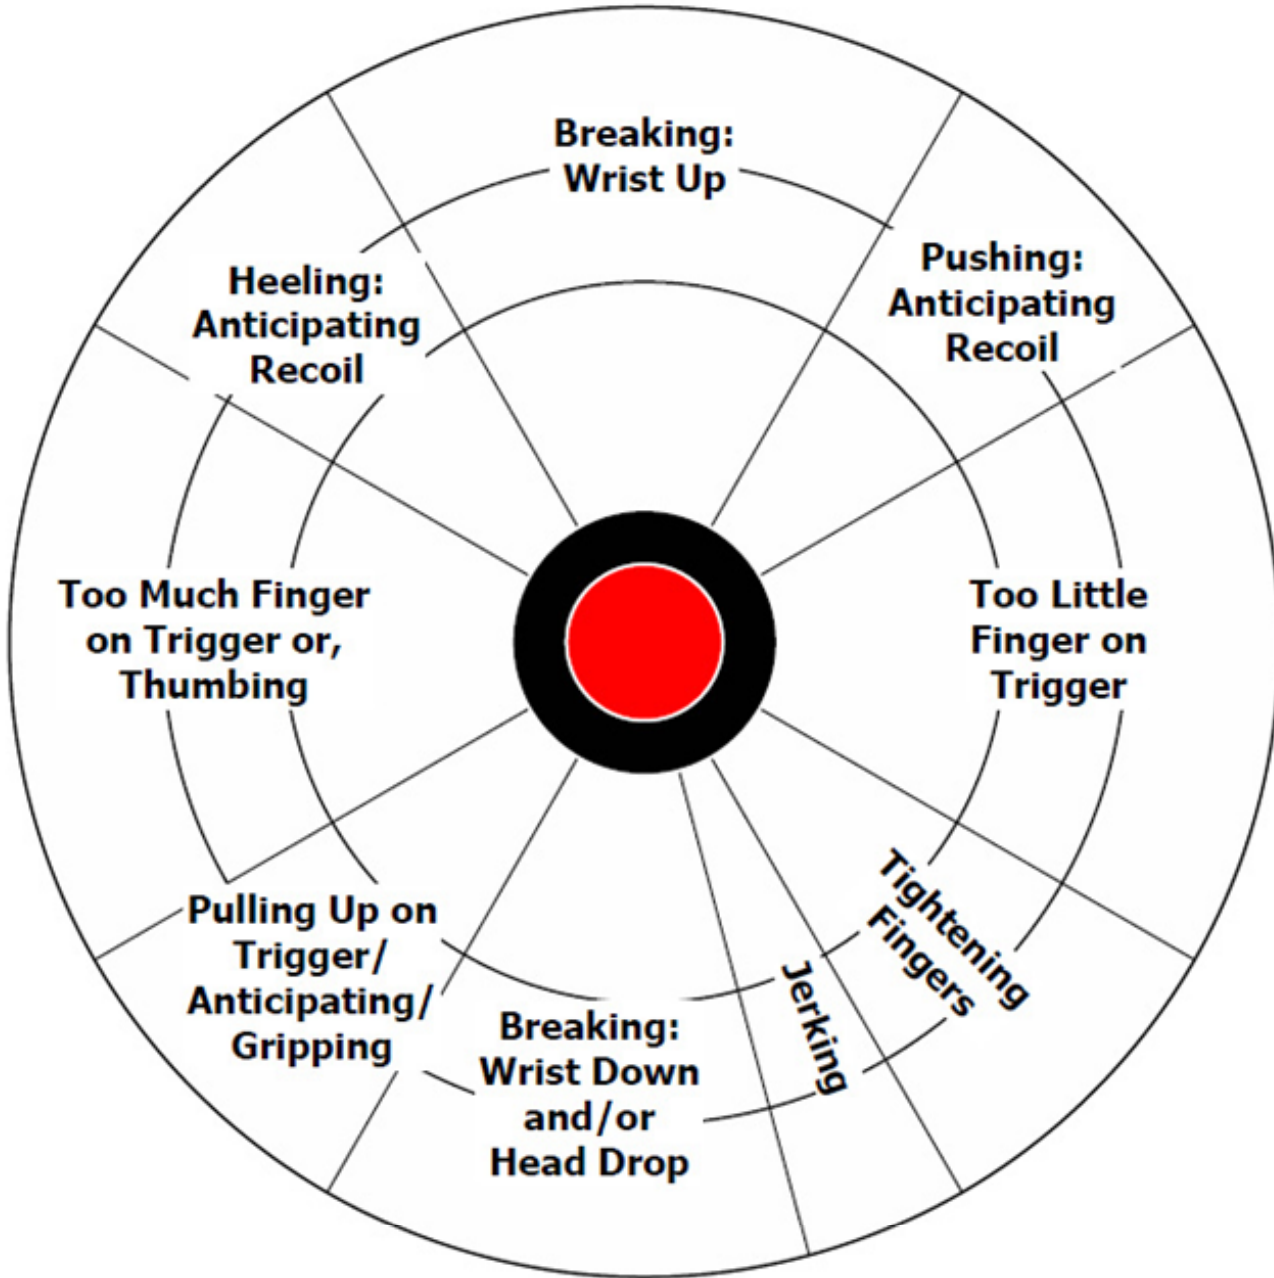 Breaking:
Wrist Up
Pushing:
Anticipating
Recoil
Heeling:
Anticipating
Recoil
Too Much Finger
on Trigger or,
Thumbing
Too Little
Finger on
Trigger
Tightening
Fingers
Pulling Up on
Trigger/
Anticipating/
Gripping
Jerking
Breaking:
Wrist Down
and/or
Head Drop